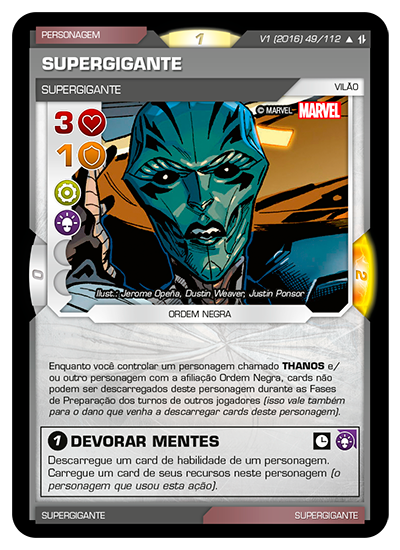 PERSONAGEM
1
V1 (2016) 49/112
SUPERGIGANTE
SUPERGIGANTE
VILÃO
3
© MARVEL MARVEL
1
0
2
Ilust.: Jerome Opeña, Dustin Weaver, Justin Ponsor
ORDEM NEGRA
Enquanto você controlar um personagem chamado THANOS e/
ou outro personagem com a afiliação Ordem Negra, cards não
podem ser descarregados deste personagem durante as Fases
de Preparação dos turnos de outros jogadores (isso vale também
para o dano que venha a descarregar cards deste personagem).
1 DEVORAR MENTES
Descarregue um card de habilidade de um personagem.
Carregue um card de seus recursos neste personagem (o
personagem que usou esta ação).
SUPERGIGANTE
SUPERGIGANTE